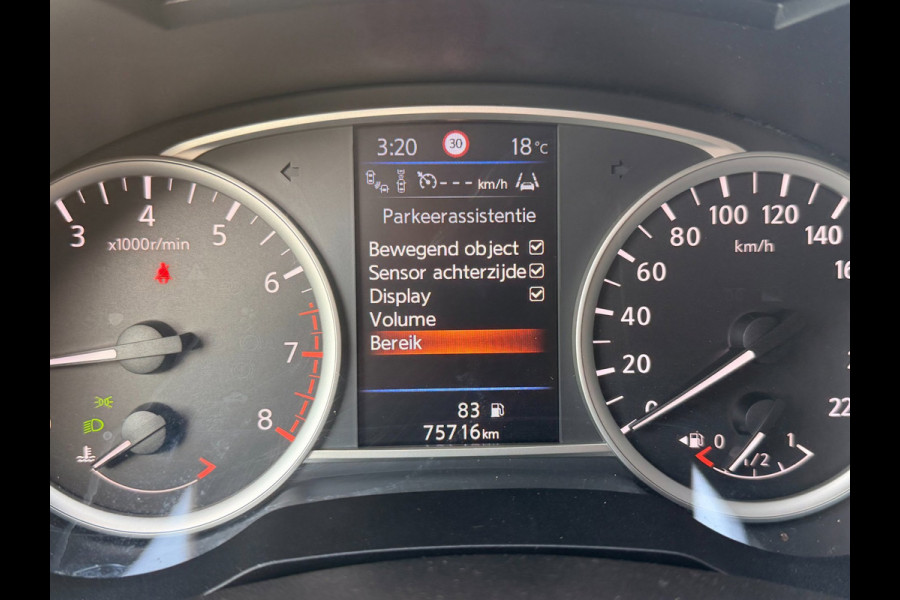 3:20 30 18°C
--- km/h
Parkeerassistentie
Bewegend object
Sensor achterzijde
Display
Volume
Bereik
83
75716km
3 4 5 6 7 8
x1000r/min
0 20 40 60 80 100 120 140
km/h
0 1/2 1